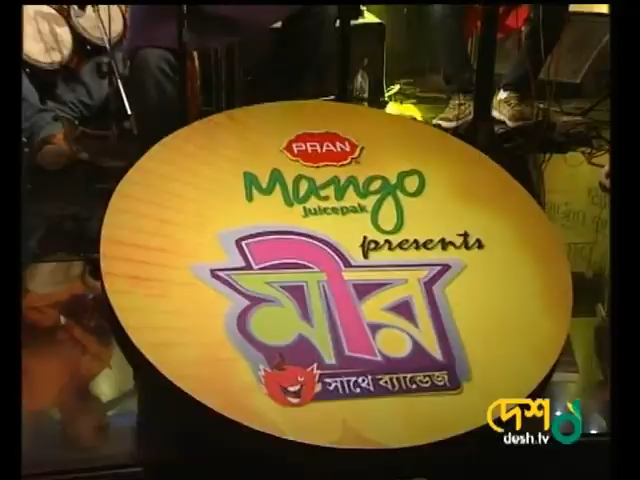 PRAN
Mango
Juicepak
presents
মীর
সাথে ব্যান্ডেজ
দেশ
desh.tv